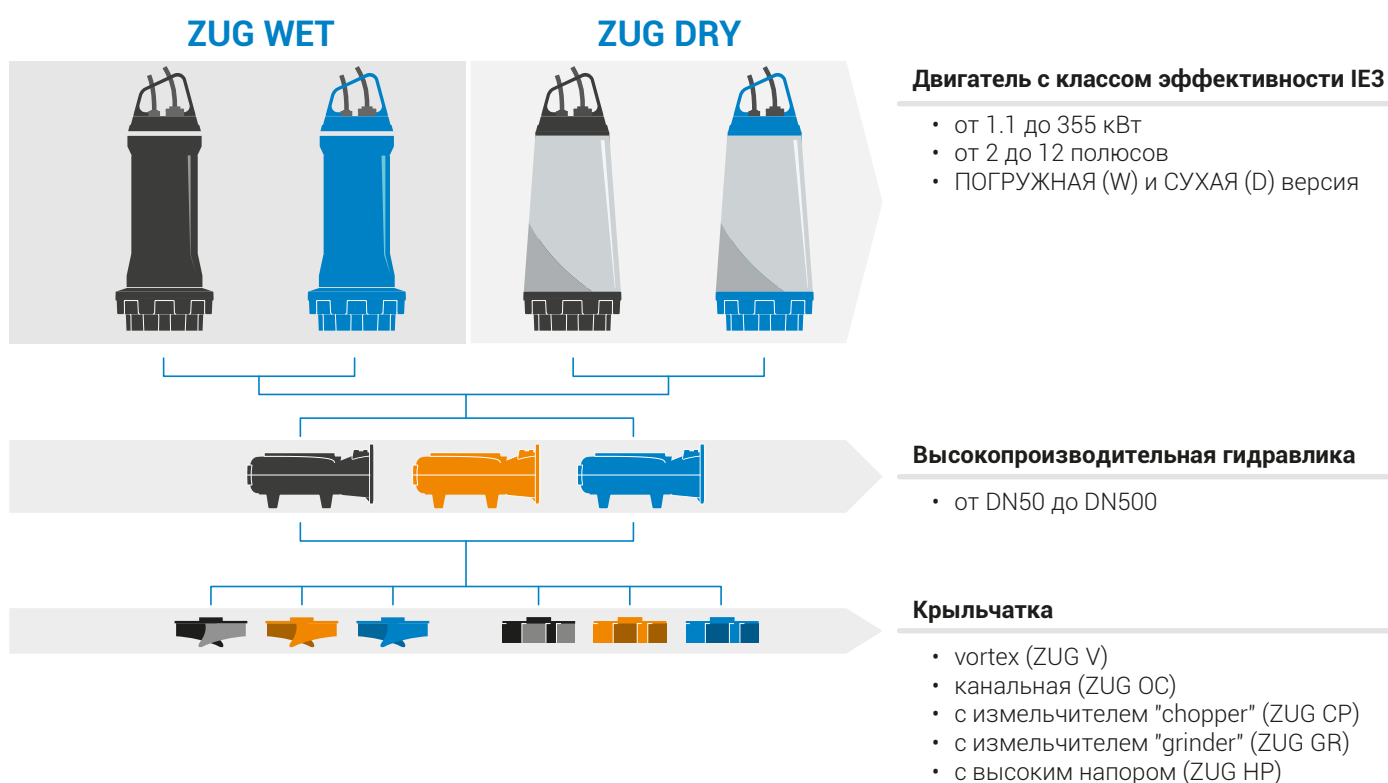 ZUG WET
ZUG DRY
Двигатель с классом эффективности IE3
• от 1.1 до 355 кВт
• от 2 до 12 полюсов
• ПОГРУЖНАЯ (W) и СУХАЯ (D) версия
Высокопроизводительная гидравлика
• от DN50 до DN500
Крыльчатка
• vortex (ZUG V)
• канальная (ZUG OC)
• с измельчителем "chopper" (ZUG CP)
• с измельчителем "grinder" (ZUG GR)
• с высоким напором (ZUG HP)